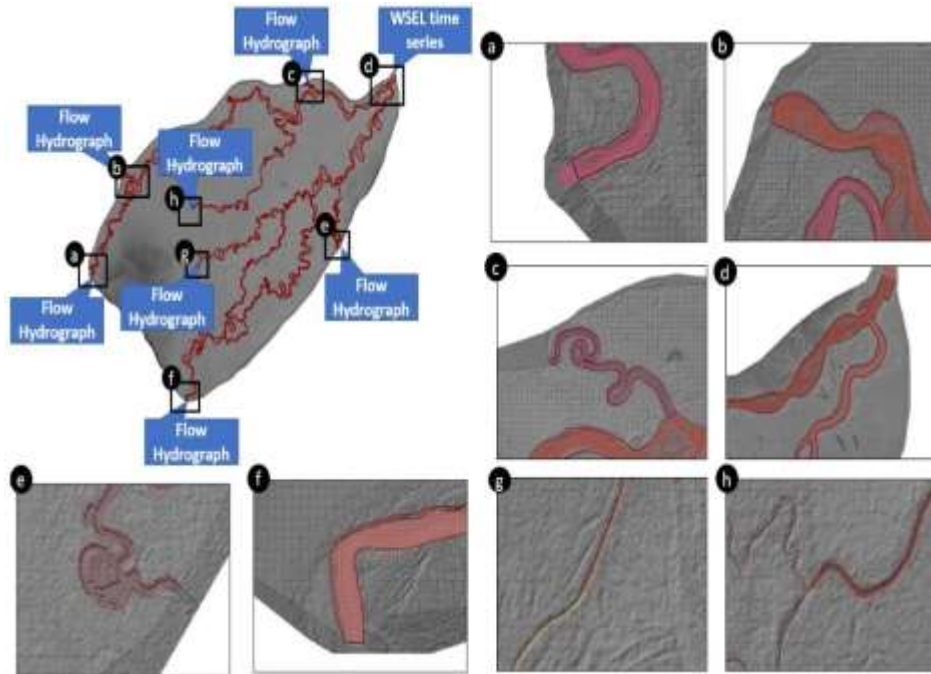 Flow
Hydrograph
WSEL time
series
c
d
Flow
Hydrograph
b
Flow
Hydrograph
h
a
g
e
Flow
Hydrograph
Flow
Hydrograph
Flow
Hydrograph
f
Flow
Hydrograph
a
b
c
d
e
f
g
h